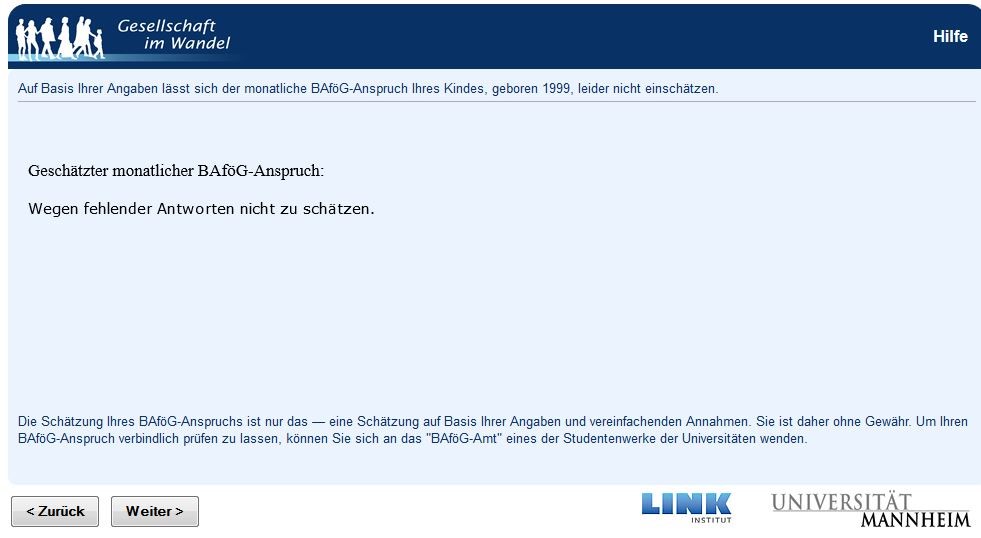 Gesellschaft
im Wandel
Hilfe
Auf Basis Ihrer Angaben lässt sich der monatliche BAföG-Anspruch Ihres Kindes, geboren 1999, leider nicht einschätzen.
Geschätzter monatlicher BAföG-Anspruch:
Wegen fehlender Antworten nicht zu schätzen.
Die Schätzung Ihres BAföG-Anspruchs ist nur das — eine Schätzung auf Basis Ihrer Angaben und vereinfachenden Annahmen. Sie ist daher ohne Gewähr. Um Ihren
BAföG-Anspruch verbindlich prüfen zu lassen, können Sie sich an das "BAföG-Amt" eines der Studentenwerke der Universitäten wenden.
< Zurück
Weiter >
LINK
INSTITUT
UNIVERSITÄT
MANNHEIM